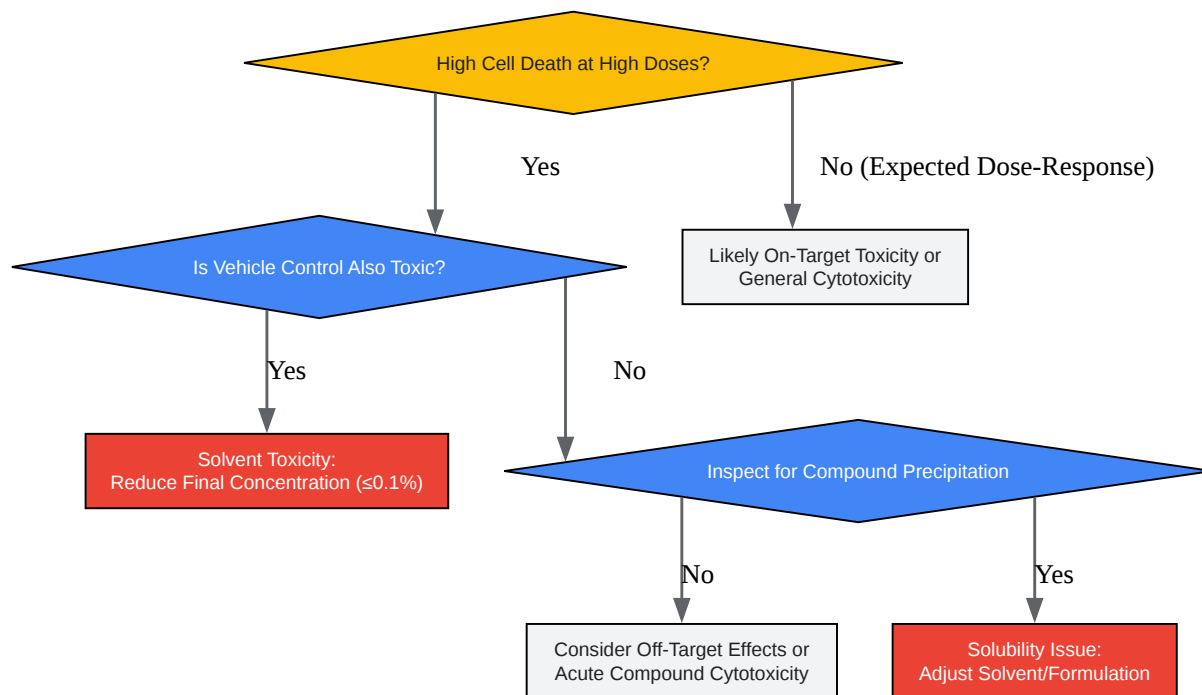 High Cell Death at High Doses?
Yes
No (Expected Dose-Response)
Is Vehicle Control Also Toxic?
Likely On-Target Toxicity or
General Cytotoxicity
Yes
No
Solvent Toxicity:
Reduce Final Concentration (≤0.1%)
Inspect for Compound Precipitation
No
Yes
Consider Off-Target Effects or
Acute Compound Cytotoxicity
Solubility Issue:
Adjust Solvent/Formulation